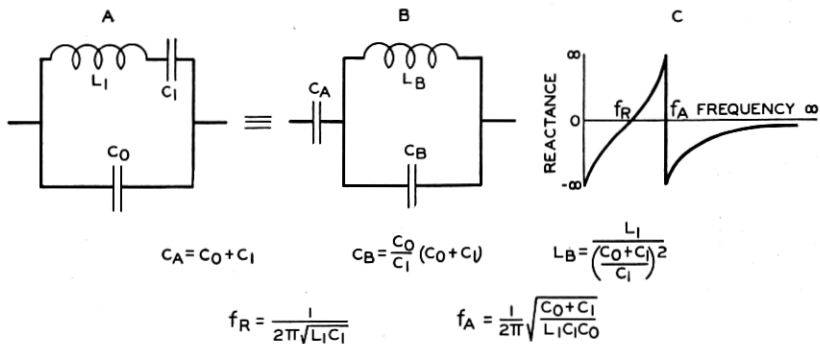 A
B
C
L1
C1
C0
≡
CA
LB
CB
REACTANCE
∞
0
-∞
fR
fA FREQUENCY ∞
CA = C0 + C1
CB = C0/C1 (C0 + C1)
LB = L1/((C0 + C1)/C1)2
fR = 1/2π√L1C1
fA = 1/2π √C0 + C1/L1C1C0